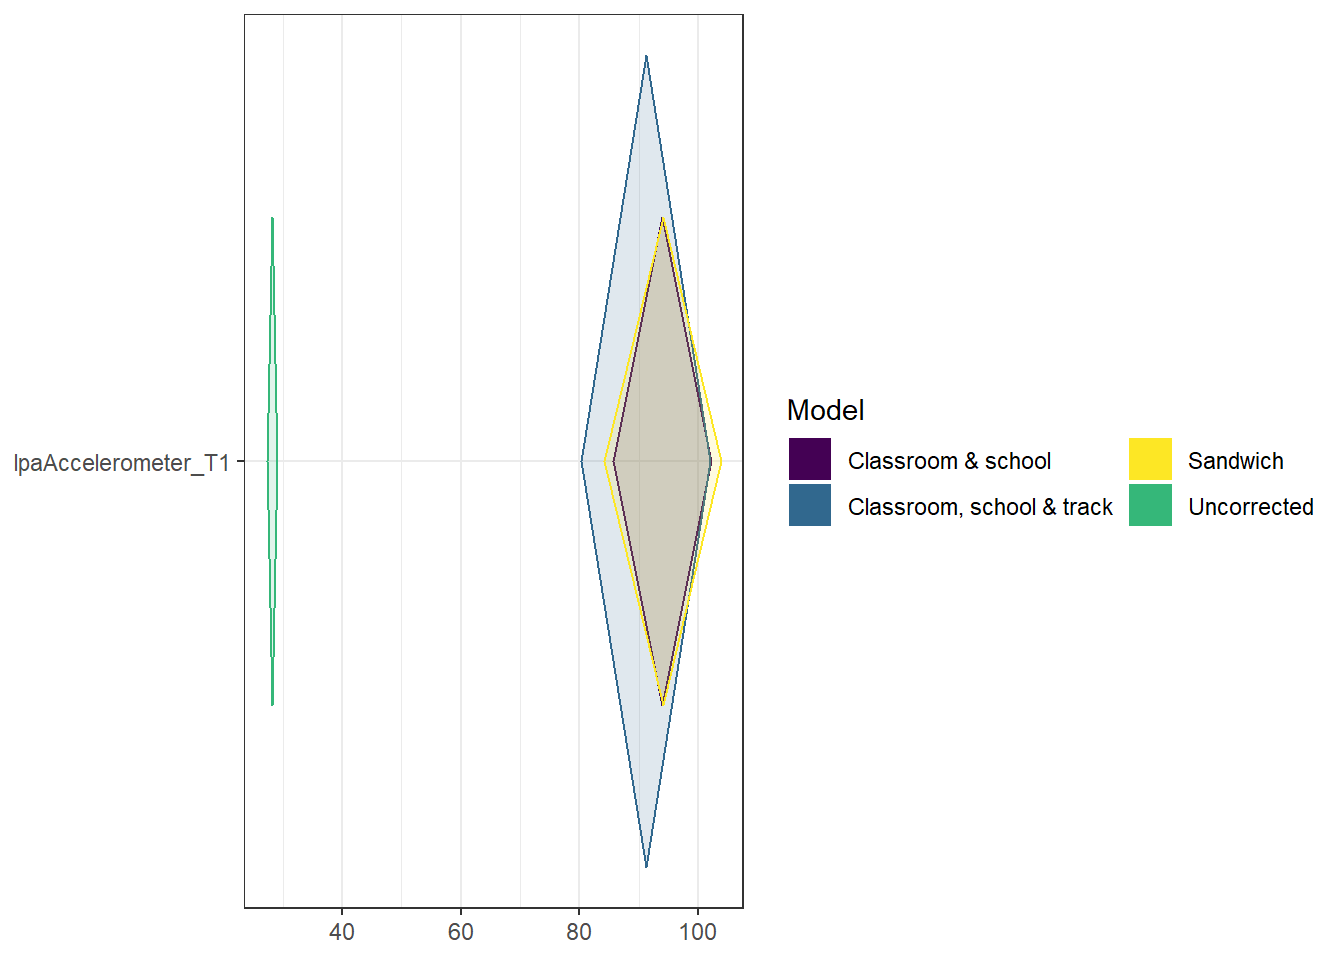 lpaAccelerometer_T1
40 60 80 100
Model
Classroom & school
Sandwich
Classroom, school & track
Uncorrected